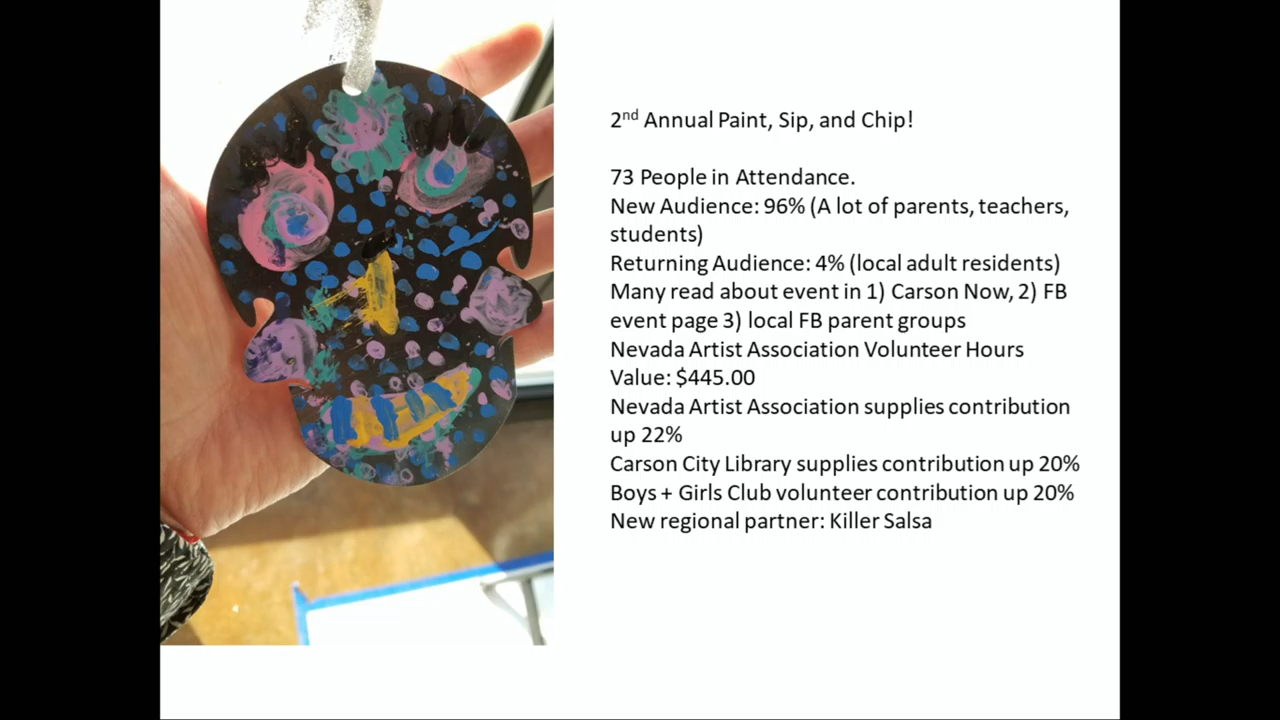 2nd Annual Paint, Sip, and Chip!
73 People in Attendance.
New Audience: 96% (A lot of parents, teachers,
students)
Returning Audience: 4% (local adult residents)
Many read about event in 1) Carson Now, 2) FB
event page 3) local FB parent groups
Nevada Artist Association Volunteer Hours
Value: $445.00
Nevada Artist Association supplies contribution
up 22%
Carson City Library supplies contribution up 20%
Boys + Girls Club volunteer contribution up 20%
New regional partner: Killer Salsa